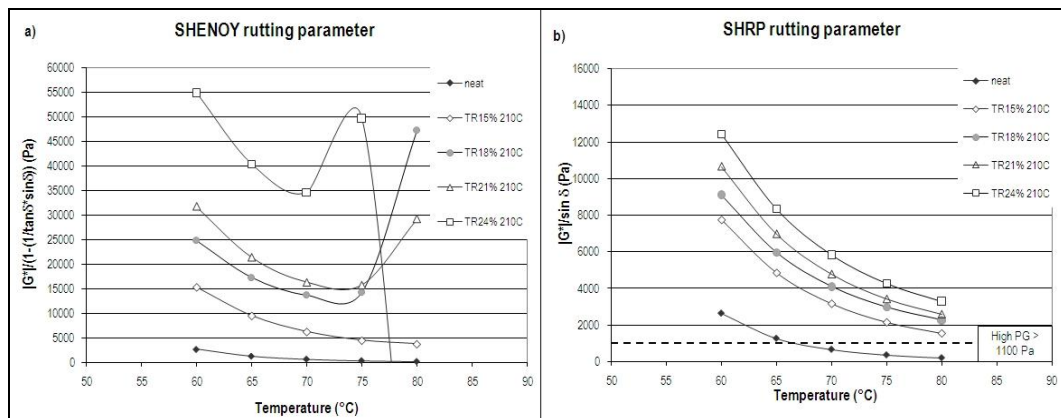 a)
SHENOY rutting parameter
|G*|/(1-(1/tanδ*sinδ)) (Pa)
60000
55000
50000
45000
40000
35000
30000
25000
20000
15000
10000
5000
0
50 55 60 65 70 75 80 85 90
Temperature (°C)
neat
TR15% 210C
TR18% 210C
TR21% 210C
TR24% 210C
b)
SHRP rutting parameter
|G*|/sin δ (Pa)
16000
14000
12000
10000
8000
6000
4000
2000
0
50 55 60 65 70 75 80 85 90
Temperature (°C)
neat
TR15% 210C
TR18% 210C
TR21% 210C
TR24% 210C
High PG >
1100 Pa